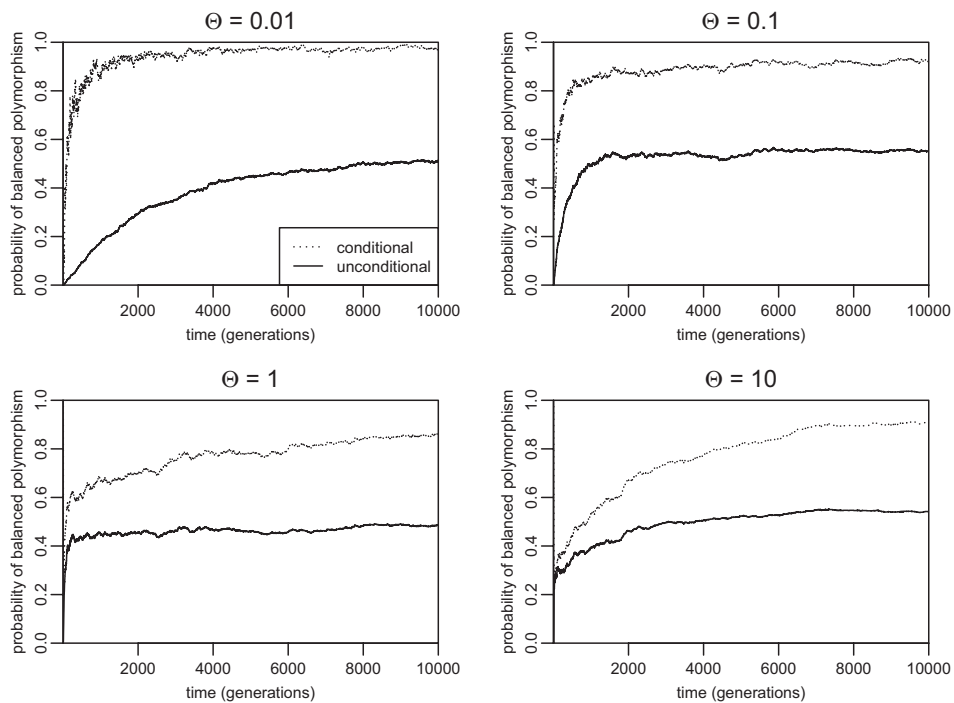 Θ = 0.01
probability of balanced polymorphism
0.0 0.2 0.4 0.6 0.8 1.0
conditional
unconditional
2000 4000 6000 8000 10000
time (generations)
Θ = 0.1
probability of balanced polymorphism
0.0 0.2 0.4 0.6 0.8 1.0
2000 4000 6000 8000 10000
time (generations)
Θ = 1
probability of balanced polymorphism
0.0 0.2 0.4 0.6 0.8 1.0
2000 4000 6000 8000 10000
time (generations)
Θ = 10
probability of balanced polymorphism
0.0 0.2 0.4 0.6 0.8 1.0
2000 4000 6000 8000 10000
time (generations)